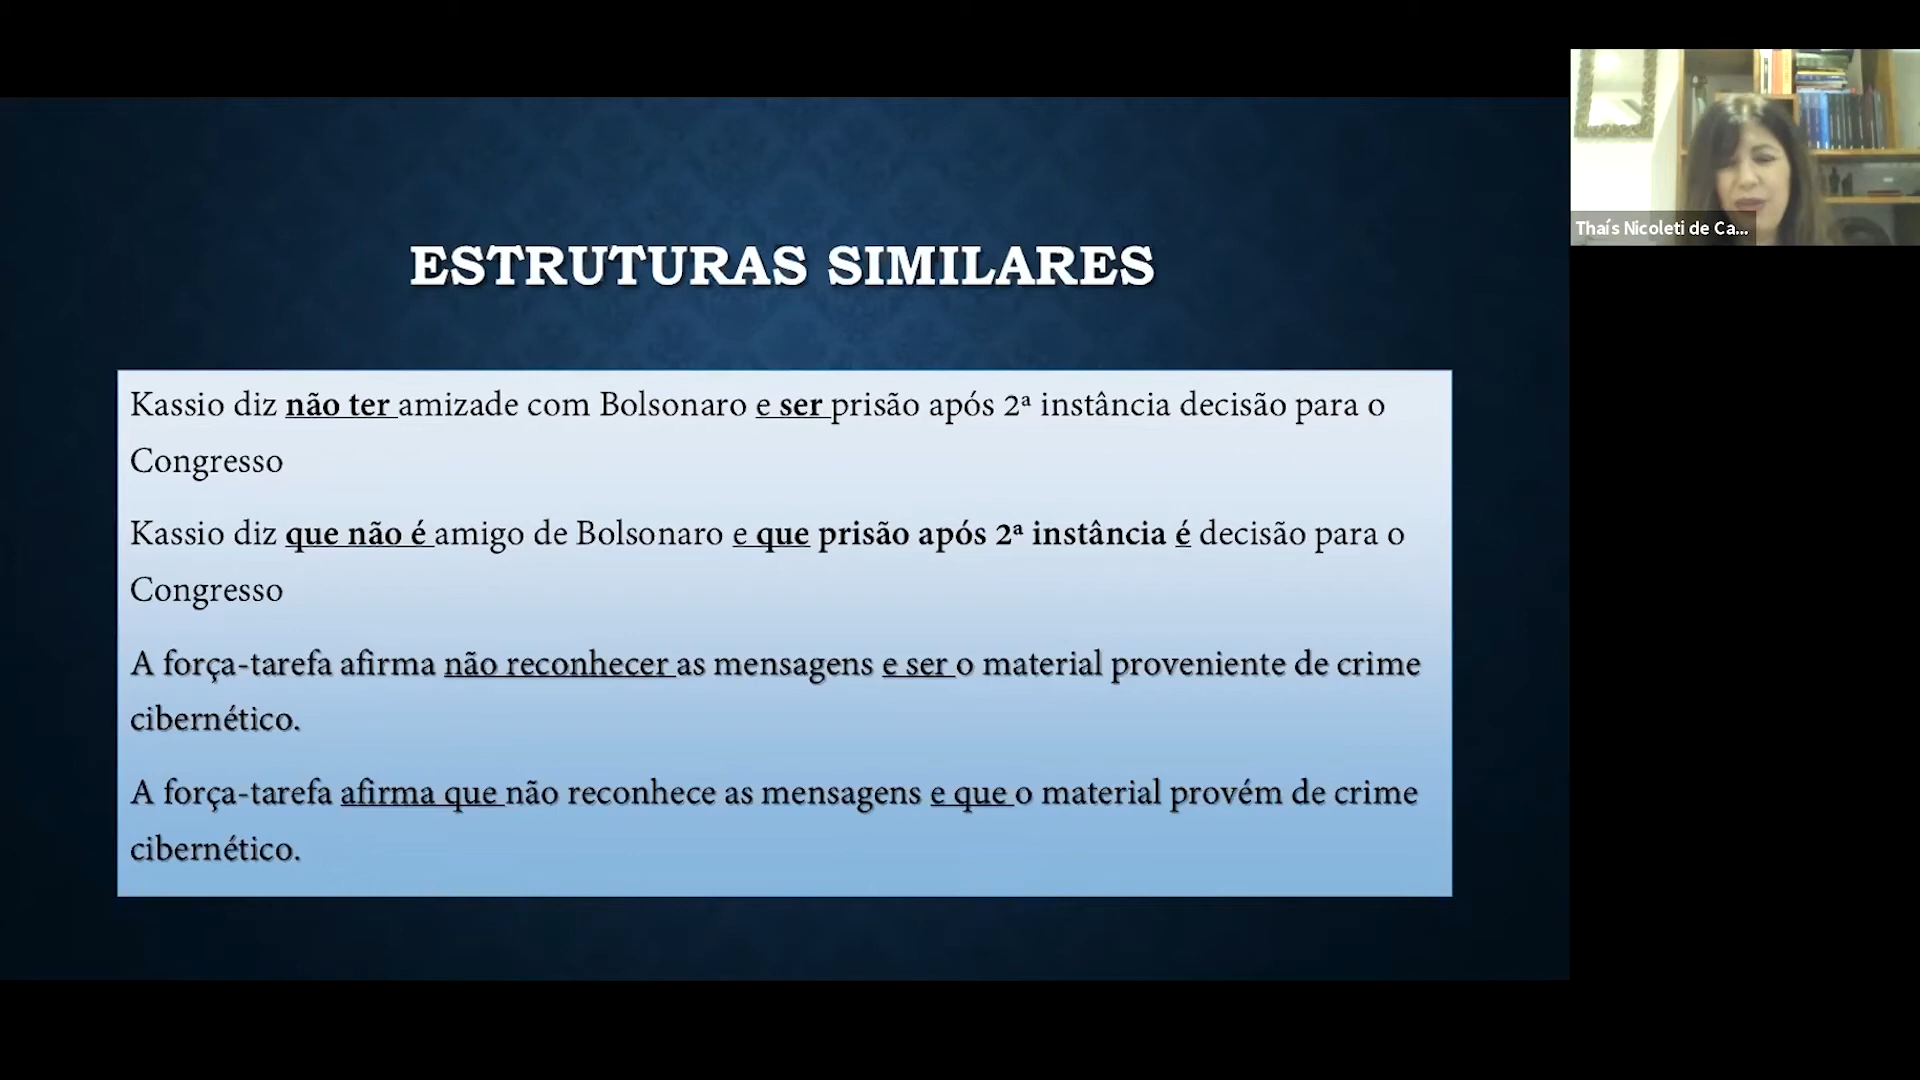 ESTRUTURAS SIMILARES
Thaís Nicoleti de Ca...
Kassio diz não ter amizade com Bolsonaro e ser prisão após 2ª instância decisão para o
Congresso
Kassio diz que não é amigo de Bolsonaro e que prisão após 2ª instância é decisão para o
Congresso
A força-tarefa afirma não reconhecer as mensagens e ser o material proveniente de crime
cibernético.
A força-tarefa afirma que não reconhece as mensagens e que o material provém de crime
cibernético.